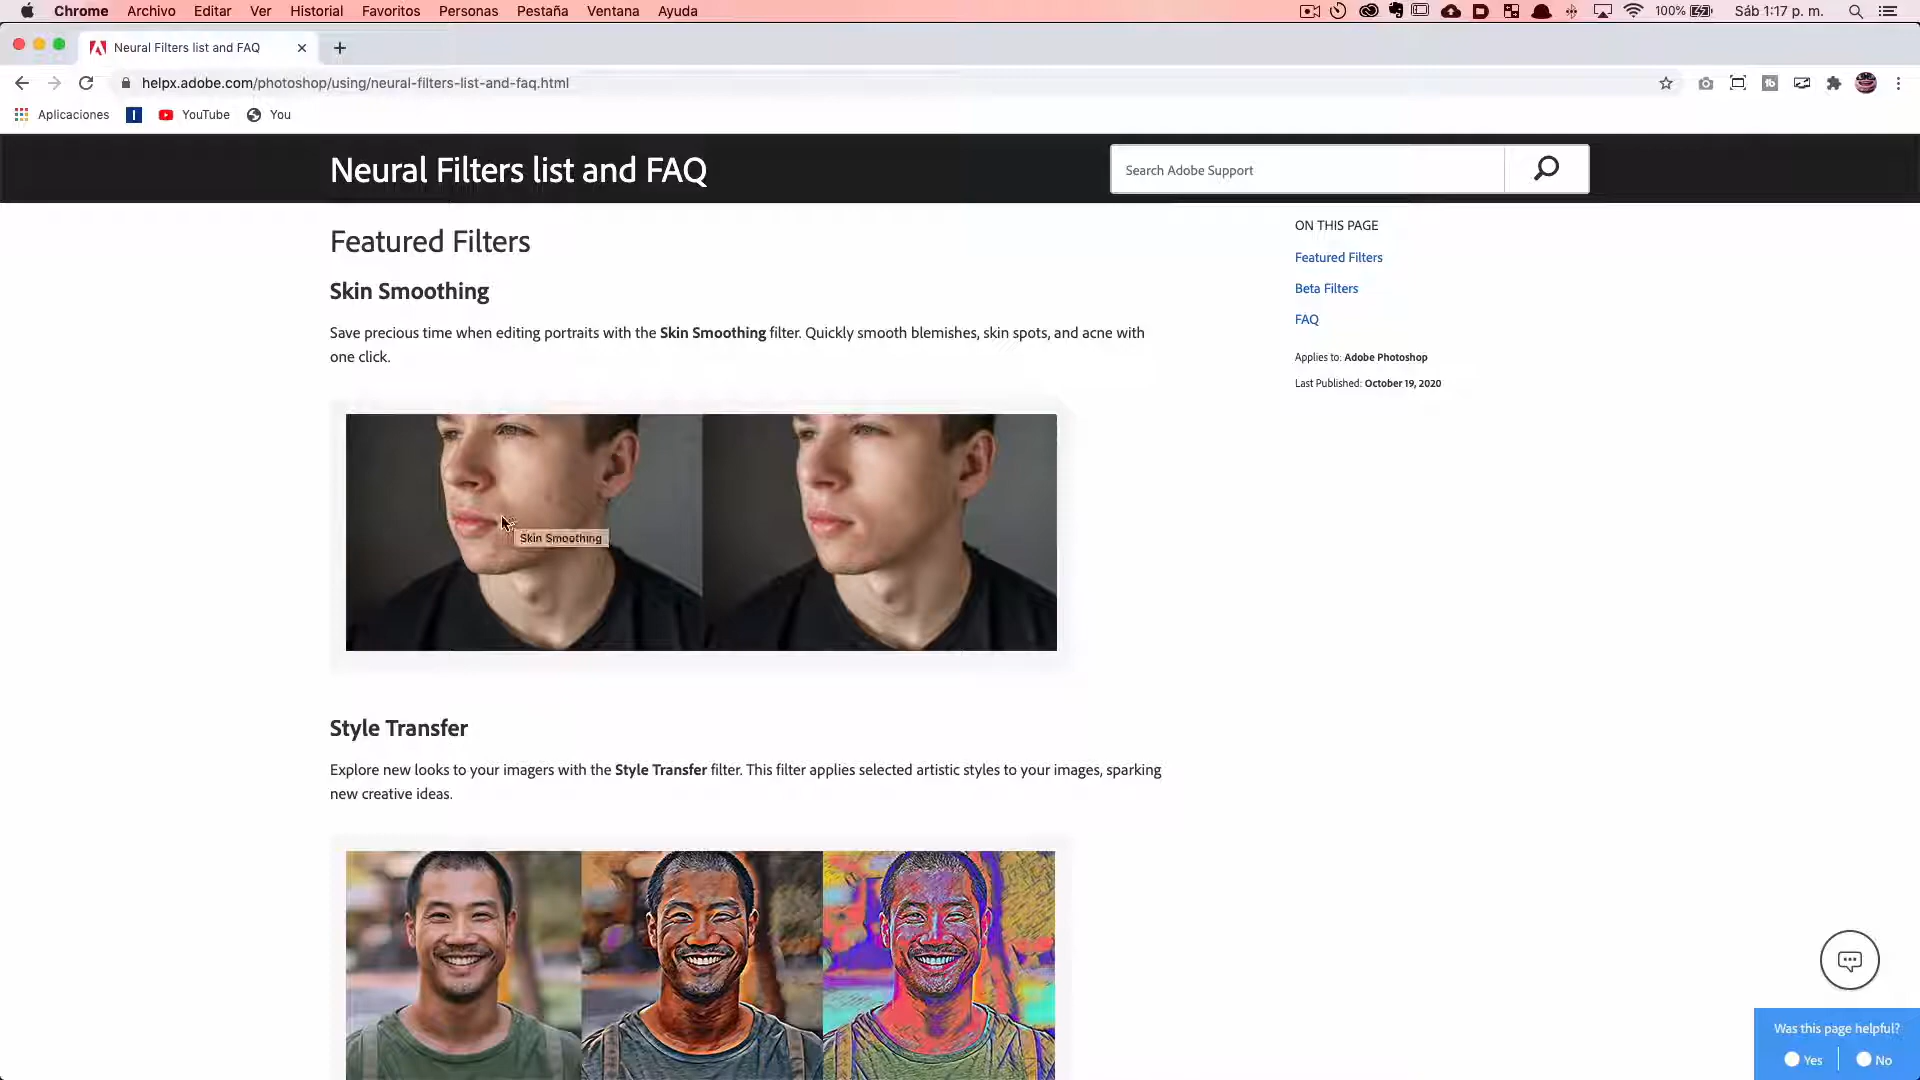 Chrome Archivo Editar Ver Historial Favoritos Personas Pestaña Ventana Ayuda 100% Sáb 1:17 p. m.
Neural Filters list and FAQ
helpx.adobe.com/photoshop/using/neural-filters-list-and-faq.html
Aplicaciones YouTube You
Neural Filters list and FAQ
Search Adobe Support
Featured Filters
Skin Smoothing
Save precious time when editing portraits with the Skin Smoothing filter. Quickly smooth blemishes, skin spots, and acne with
one click.
Skin Smoothing
Style Transfer
Explore new looks to your imagers with the Style Transfer filter. This filter applies selected artistic styles to your images, sparking
new creative ideas.
ON THIS PAGE
Featured Filters
Beta Filters
FAQ
Applies to: Adobe Photoshop
Last Published: October 19, 2020
Was this page helpful?
Yes No